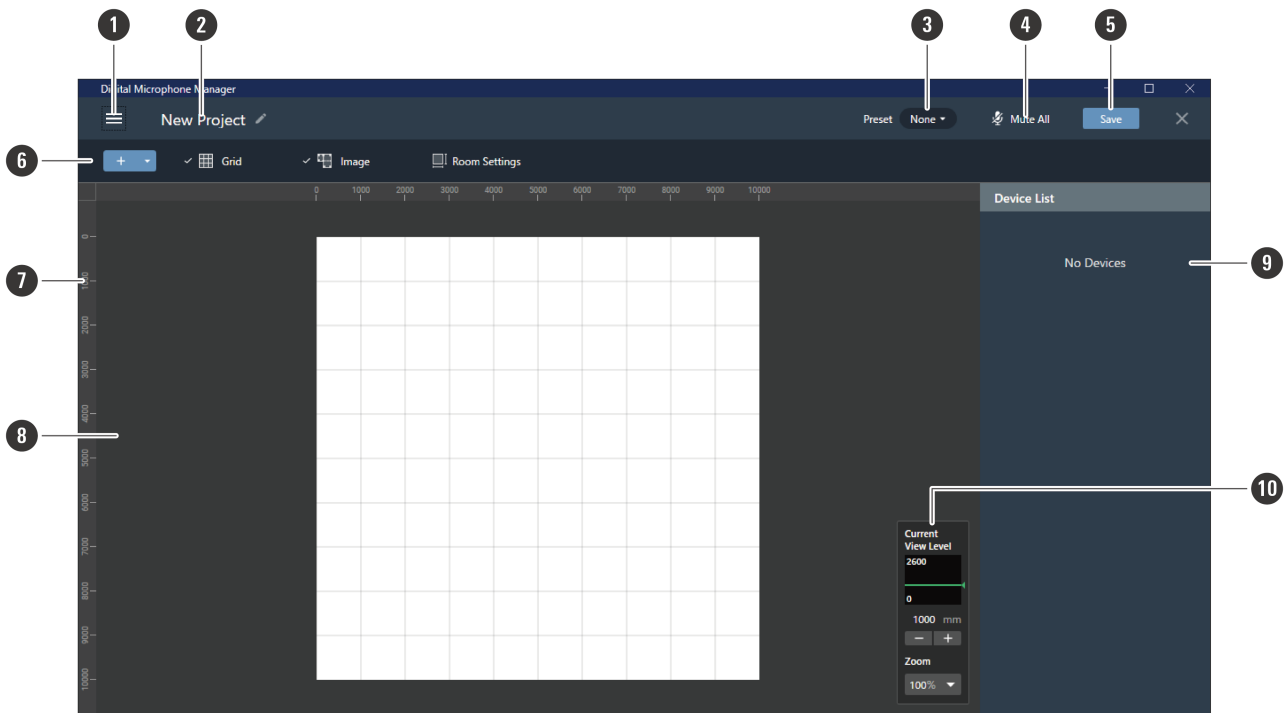 1 2 3 4 5
Digital Microphone Manager
New Project
Preset None Mute All Save
6
+ Grid Image Room Settings
0 1000 2000 3000 4000 5000 6000 7000 8000 9000 10000
Device List
0
No Devices
9
7
1000
2000
3000
4000
8
5000
6000
10
7000
8000
9000
10000
Current
View Level
2600
0
1000 mm
− +
Zoom
100%